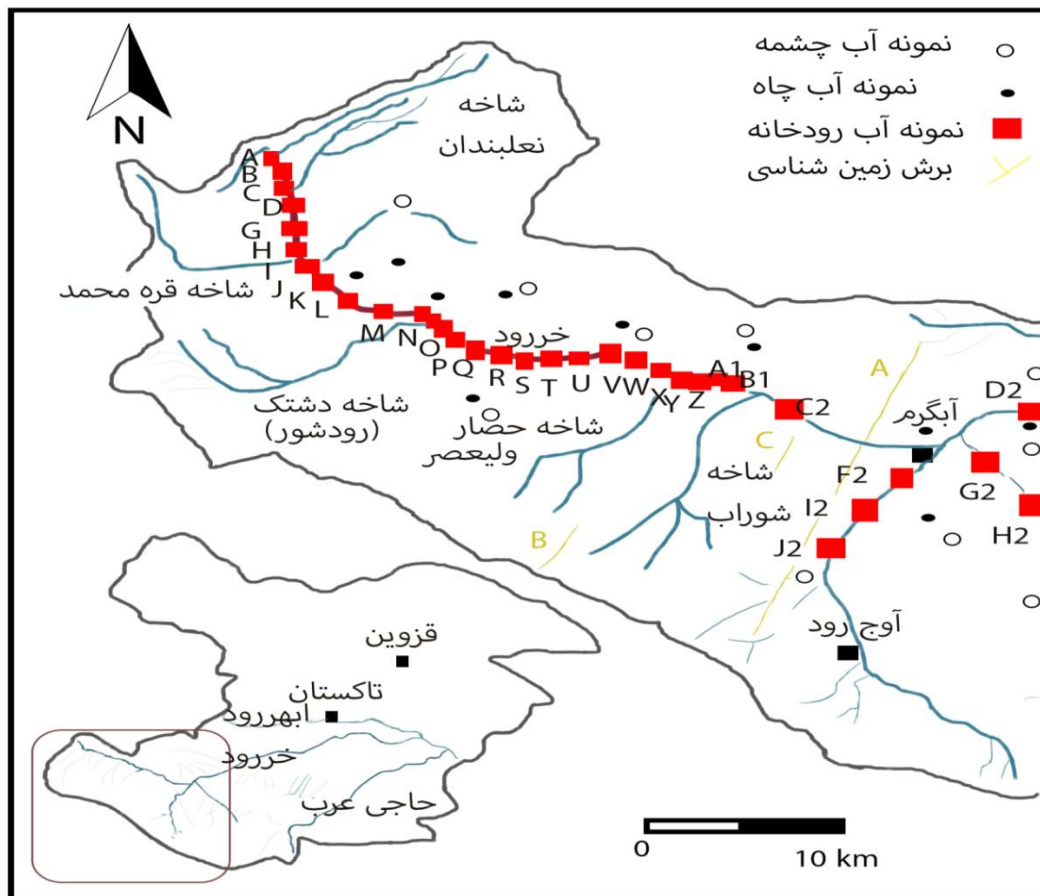 نمونه آب چشمه
نمونه آب چاه
نمونه آب رودخانه
برش زمین شناسی
N
شاخه
نعلبندان
A
B
C
D
G
H
I
J
K
L
M
N
O
P
Q
R
S
T
U
V
W
X
Y
Z
A1
B1
C2
D2
F2
G2
H2
I2
J2
شاخه قره محمد
خررود
شاخه دشتک
(رودشور)
شاخه حصار
ولیعصر
شاخه
شوراب
آبگرم
آوج رود
A
B
C
قزوین
تاکستان
ابهررود
خررود
حاجی عرب
0
10 km